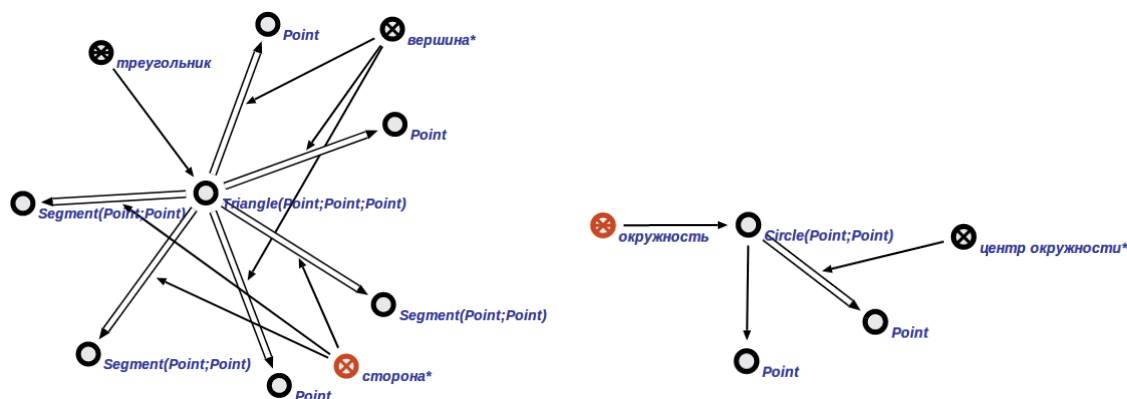 Point
вершина*
треугольник
Point
Triangle(Point;Point;Point)
Segment(Point;Point)
Segment(Point;Point)
Segment(Point;Point)
сторона*
Point
окружность
Circle(Point;Point)
центр окружности*
Point
Point